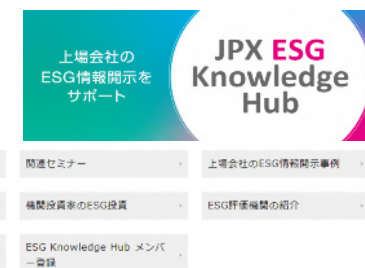 上場会社の
ESG情報開示を
サポート
JPX ESG
Knowledge
Hub
関連セミナー
上場会社のESG情報開示事例
機関投資家のESG投資
ESG評価機関の紹介
ESG Knowledge Hub メンバ
ー登録